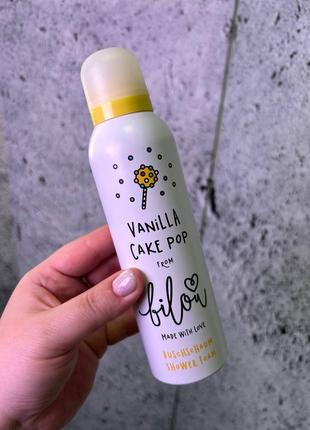 VANiLLA
CAKE POP
FROM
bilou
MADE WITH LOVE
DUSCHSCHAUM
SHOWER FOAM